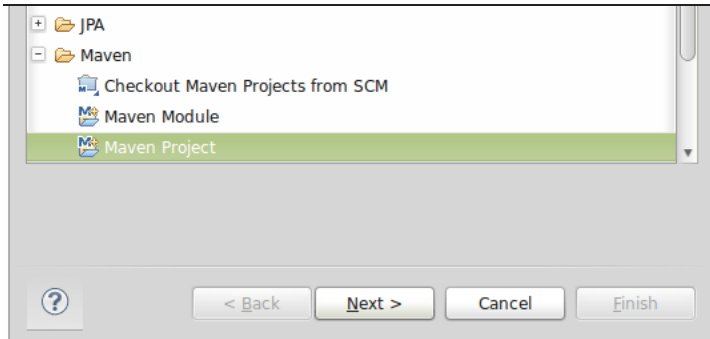 JPA
Maven
Checkout Maven Projects from SCM
Maven Module
Maven Project
? < Back Next > Cancel Finish